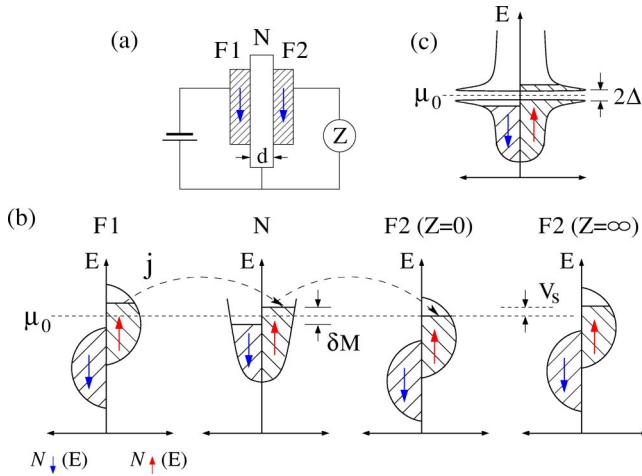 (a)
N
F1
F2
Z
d
(c)
E
μ₀
2Δ
(b)
F1
N
F2 (Z=0)
F2 (Z=∞)
E
j
E
E
E
Vₛ
μ₀
δM
N↓(E)
N↑(E)